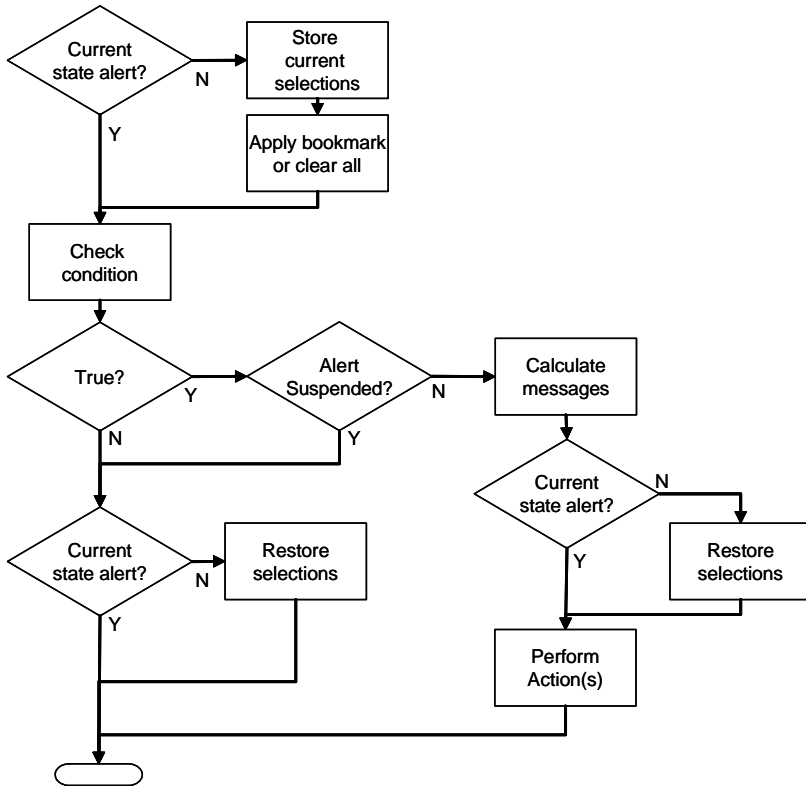 Current
state alert?
N
Y
Store
current
selections
Apply bookmark
or clear all
Check
condition
True?
Y
N
Alert
Suspended?
N
Y
Calculate
messages
Current
state alert?
N
Y
Restore
selections
Current
state alert?
N
Y
Restore
selections
Perform
Action(s)